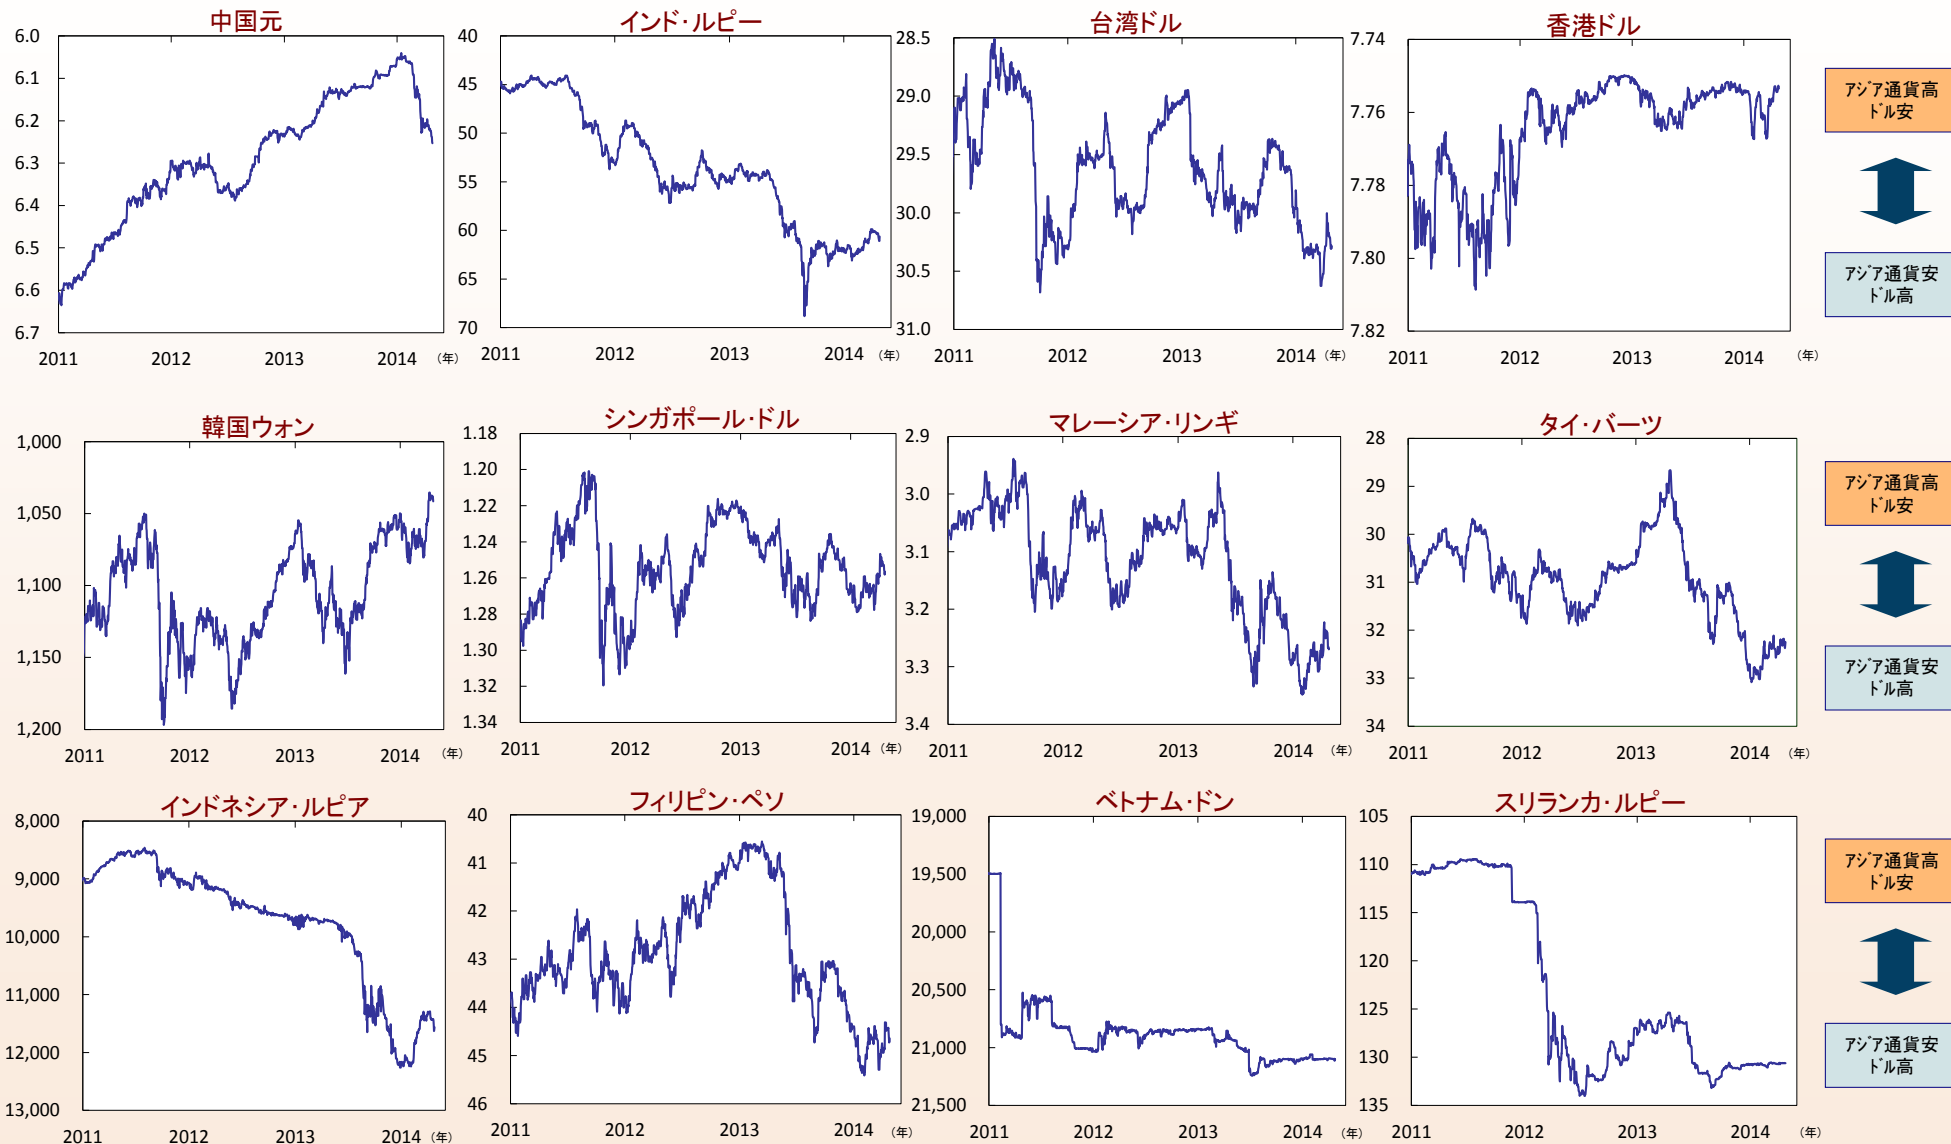 中国元
インド・ルピー
台湾ドル
香港ドル
6.0
6.1
6.2
6.3
6.4
6.5
6.6
6.7
2011 2012 2013 2014 (年)
40
45
50
55
60
65
70
2011 2012 2013 2014 (年)
28.5
29.0
29.5
30.0
30.5
31.0
2011 2012 2013 2014 (年)
7.74
7.76
7.78
7.80
7.82
2011 2012 2013 2014 (年)
アジア通貨高
ドル安
アジア通貨安
ドル高
韓国ウォン
シンガポール・ドル
マレーシア・リンギ
タイ・バーツ
1,000
1,050
1,100
1,150
1,200
2011 2012 2013 2014 (年)
1.18
1.20
1.22
1.24
1.26
1.28
1.30
1.32
1.34
2011 2012 2013 2014 (年)
2.9
3.0
3.1
3.2
3.3
3.4
2011 2012 2013 2014 (年)
28
29
30
31
32
33
34
2011 2012 2013 2014 (年)
アジア通貨高
ドル安
アジア通貨安
ドル高
インドネシア・ルピア
フィリピン・ペソ
ベトナム・ドン
スリランカ・ルピー
8,000
9,000
10,000
11,000
12,000
13,000
2011 2012 2013 2014 (年)
40
41
42
43
44
45
46
2011 2012 2013 2014 (年)
19,000
19,500
20,000
20,500
21,000
21,500
2011 2012 2013 2014 (年)
105
110
115
120
125
130
135
2011 2012 2013 2014 (年)
アジア通貨高
ドル安
アジア通貨安
ドル高